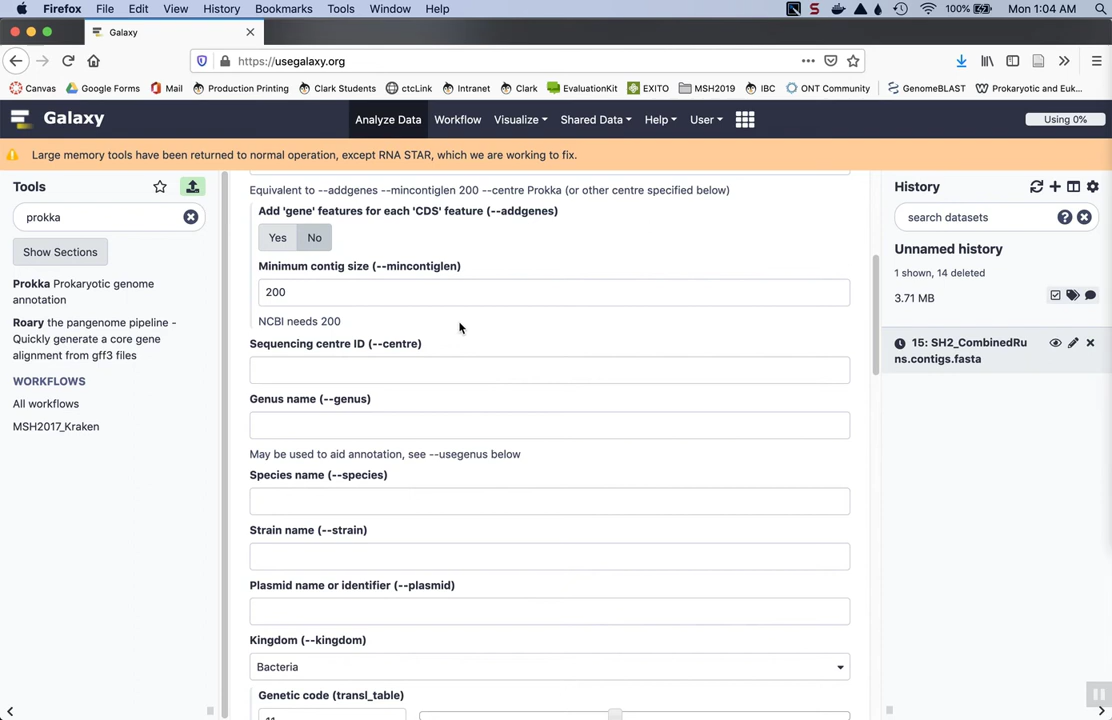 Firefox File Edit View History Bookmarks Tools Window Help 100% Mon 1:04 AM
Galaxy
https://usegalaxy.org
Canvas Google Forms Mail Production Printing Clark Students ctcLink Intranet Clark EvaluationKit EXITO MSH2019 IBC ONT Community GenomeBLAST Prokaryotic and Euk...
Galaxy Analyze Data Workflow Visualize Shared Data Help User Using 0%
Large memory tools have been returned to normal operation, except RNA STAR, which we are working to fix.
Tools
prokka
Show Sections
Prokka Prokaryotic genome
annotation
Roary the pangenome pipeline -
Quickly generate a core gene
alignment from gff3 files
WORKFLOWS
All workflows
MSH2017_Kraken
Equivalent to --addgenes --mincontiglen 200 --centre Prokka (or other centre specified below)
Add 'gene' features for each 'CDS' feature (--addgenes)
Yes No
Minimum contig size (--mincontiglen)
200
NCBI needs 200
Sequencing centre ID (--centre)
Genus name (--genus)
May be used to aid annotation, see --usegenus below
Species name (--species)
Strain name (--strain)
Plasmid name or identifier (--plasmid)
Kingdom (--kingdom)
Bacteria
Genetic code (transl_table)
11
History
search datasets
Unnamed history
1 shown, 14 deleted
3.71 MB
15: SH2_CombinedRu
ns.contigs.fasta